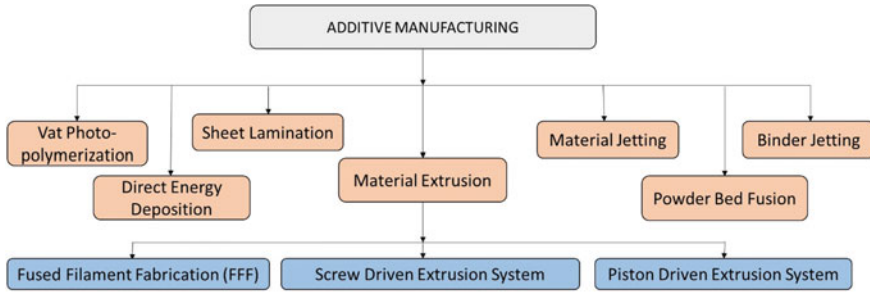 ADDITIVE MANUFACTURING
Vat Photo-
polymerization
Sheet Lamination
Material Jetting
Binder Jetting
Direct Energy
Deposition
Material Extrusion
Powder Bed Fusion
Fused Filament Fabrication (FFF)
Screw Driven Extrusion System
Piston Driven Extrusion System